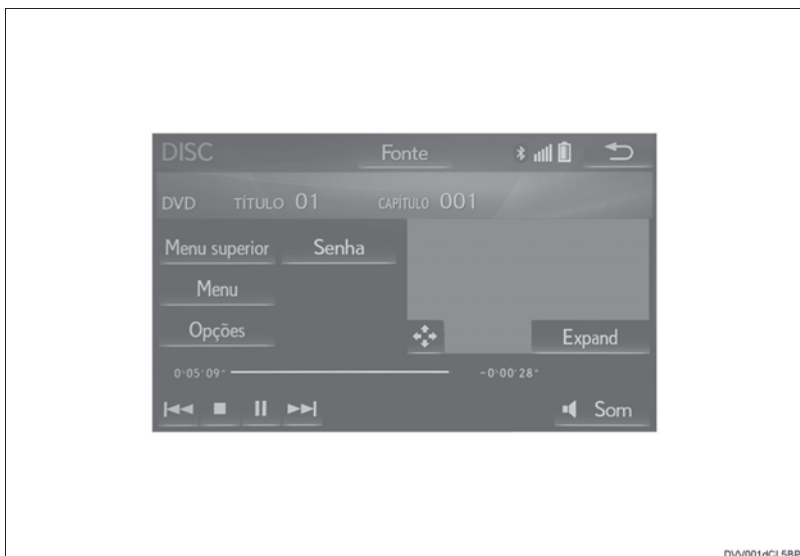 DISC Fonte
DVD TÍTULO 01 CAPÍTULO 001
Menu superior Senha
Menu
Opções Expand
0:05'09" -0:00'28"
Som
DVV001dCL5BP